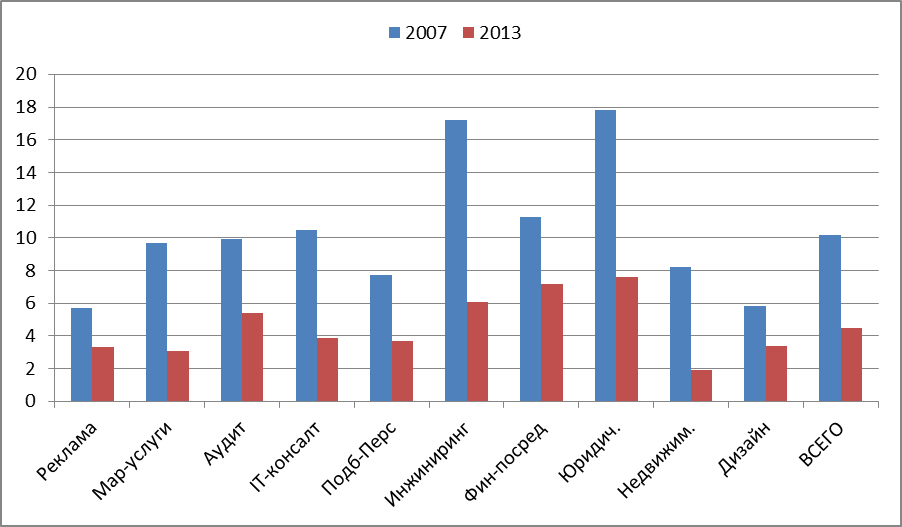 2007 2013
20
18
16
14
12
10
8
6
4
2
0
Реклама
Мар-услуги
Аудит
IT-консалт
Подб-Перс
Инжиниринг
Фин-посред
Юридич.
Недвижим.
Дизайн
ВСЕГО